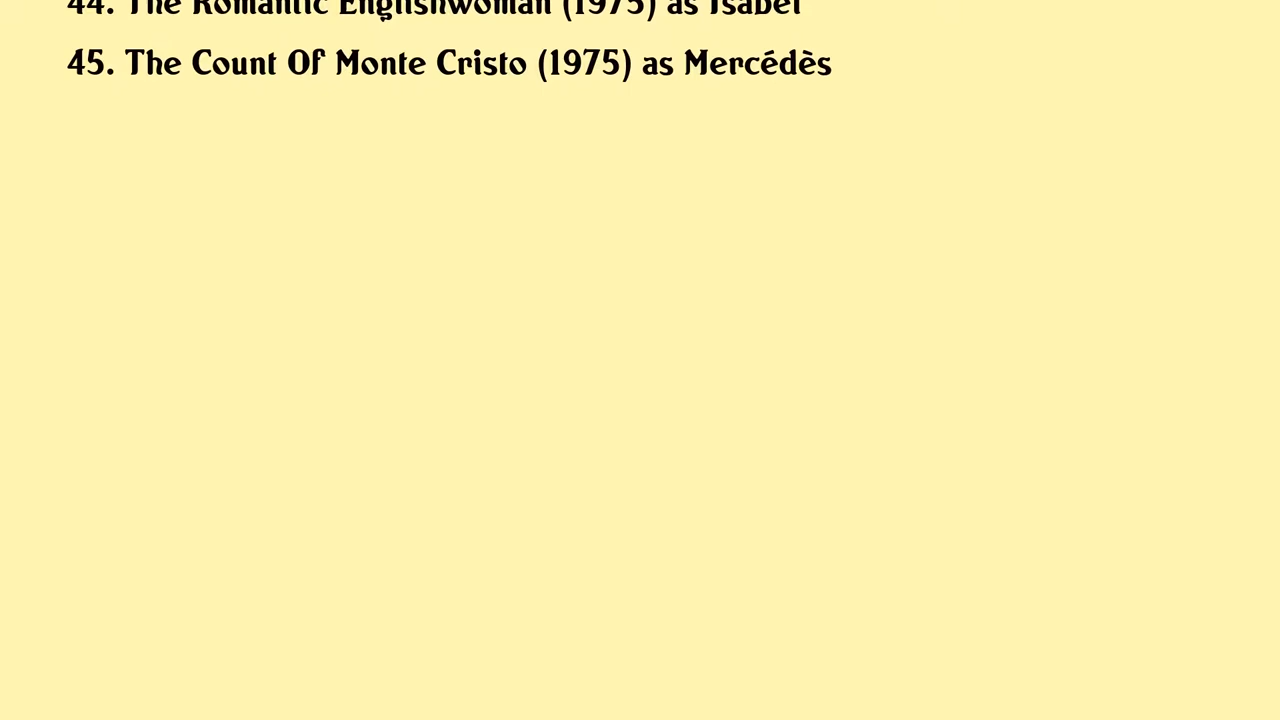 44. The Romantic Englishwoman (1975) as Isabel
45. The Count Of Monte Cristo (1975) as Mercédès